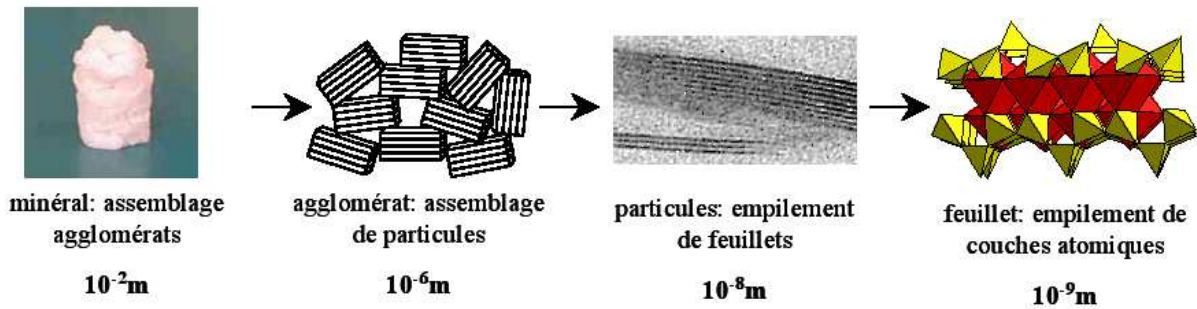 minéral: assemblage
agglomérats
10⁻²m
agglomérat: assemblage
de particules
10⁻⁶m
particules: empilement
de feuillets
10⁻⁸m
feuillet: empilement de
couches atomiques
10⁻⁹m